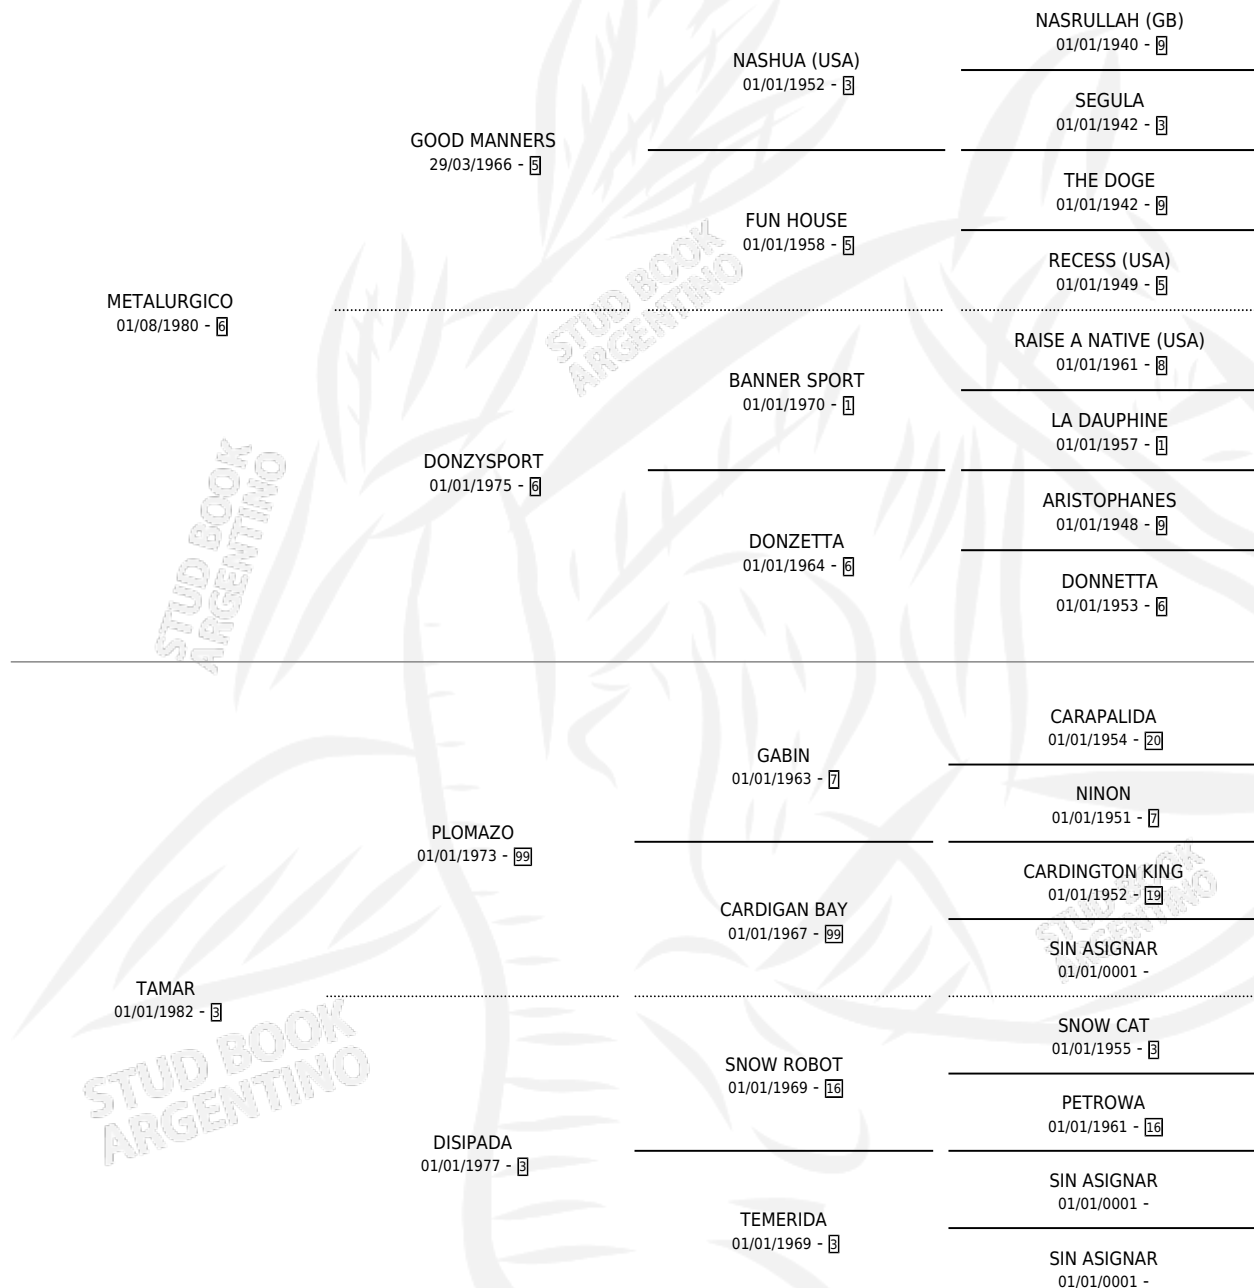 METALURGICO
01/08/1980 - 6
GOOD MANNERS
29/03/1966 - 5
NASHUA (USA)
01/01/1952 - 3
NASRULLAH (GB)
01/01/1940 - 9
SEGULA
01/01/1942 - 3
FUN HOUSE
01/01/1958 - 5
THE DOGE
01/01/1942 - 9
RECESS (USA)
01/01/1949 - 5
DONZYSPORT
01/01/1975 - 6
BANNER SPORT
01/01/1970 - 1
RAISE A NATIVE (USA)
01/01/1961 - 8
LA DAUPHINE
01/01/1957 - 1
DONZETTA
01/01/1964 - 6
ARISTOPHANES
01/01/1948 - 9
DONNETTA
01/01/1953 - 6
TAMAR
01/01/1982 - 3
PLOMAZO
01/01/1973 - 99
GABIN
01/01/1963 - 7
CARAPALIDA
01/01/1954 - 20
NINON
01/01/1951 - 7
CARDIGAN BAY
01/01/1967 - 99
CARDINGTON KING
01/01/1952 - 19
SIN ASIGNAR
01/01/0001 -
DISIPADA
01/01/1977 - 3
SNOW ROBOT
01/01/1969 - 16
SNOW CAT
01/01/1955 - 3
PETROWA
01/01/1961 - 16
TEMERIDA
01/01/1969 - 3
SIN ASIGNAR
01/01/0001 -
SIN ASIGNAR
01/01/0001 -
STUD BOOK
ARGENTINO
STUD BOOK
ARGENTINO
STUD BOOK
ARGENTINO
STUD BOOK
ARGENTINO